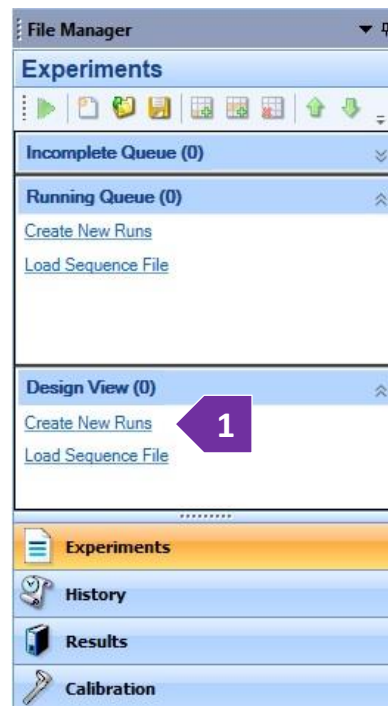 File Manager
Experiments
Incomplete Queue (0)
Running Queue (0)
Create New Runs
Load Sequence File
Design View (0)
Create New Runs
1
Load Sequence File
Experiments
History
Results
Calibration